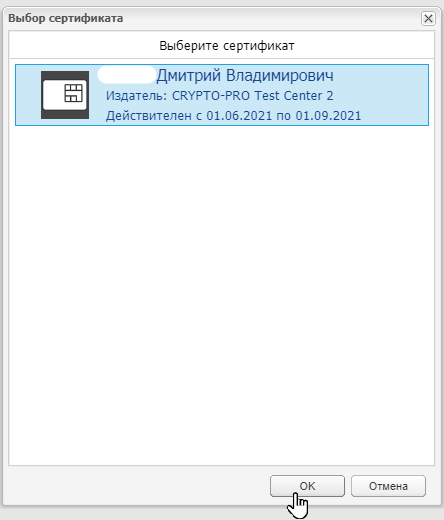 Выбор сертификата
Выберите сертификат
Дмитрий Владимирович
Издатель: CRYPTO-PRO Test Center 2
Действителен с 01.06.2021 по 01.09.2021
OK
Отмена